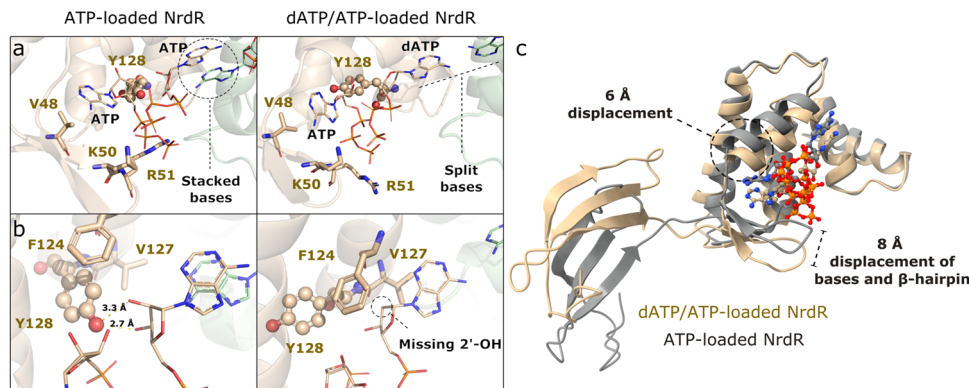 ATP-loaded NrdR
dATP/ATP-loaded NrdR
a
Y128
ATP
V48
ATP
K50
R51
Stacked
bases
Y128
dATP
V48
ATP
K50
R51
Split
bases
b
F124
V127
3.3 Å
2.7 Å
Y128
F124
V127
Y128
Missing 2'-OH
c
6 Å
displacement
8 Å
displacement of
bases and β-hairpin
dATP/ATP-loaded NrdR
ATP-loaded NrdR